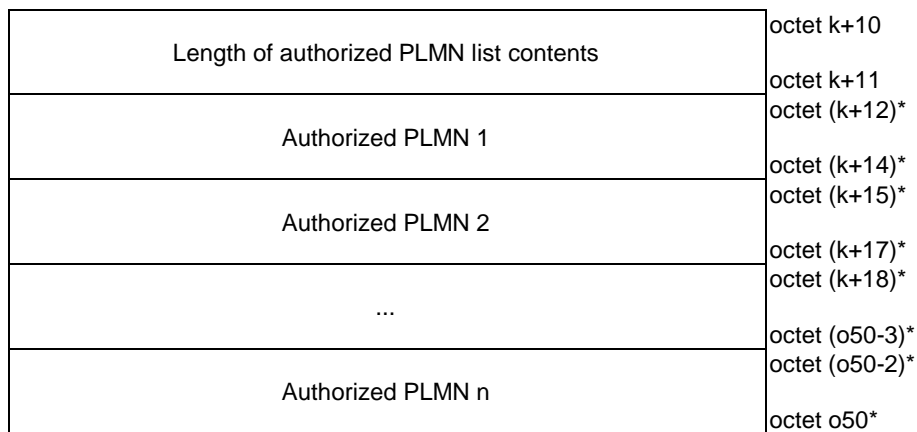 octet k+10
Length of authorized PLMN list contents
octet k+11
octet (k+12)*
Authorized PLMN 1
octet (k+14)*
octet (k+15)*
Authorized PLMN 2
octet (k+17)*
octet (k+18)*
...
octet (o50-3)*
octet (o50-2)*
Authorized PLMN n
octet o50*